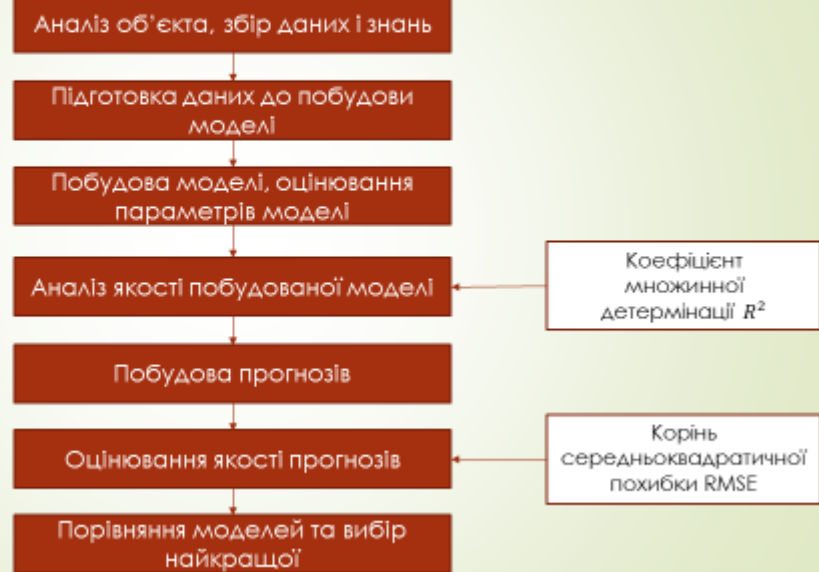 Аналіз об’єкта, збір даних і знань
Підготовка даних до побудови
моделі
Побудова моделі, оцінювання
параметрів моделі
Аналіз якості побудованої моделі
Коефіцієнт
множинної
детермінації R²
Побудова прогнозів
Оцінювання якості прогнозів
Корінь
середньоквадратичної
похибки RMSE
Порівняння моделей та вибір
найкращої